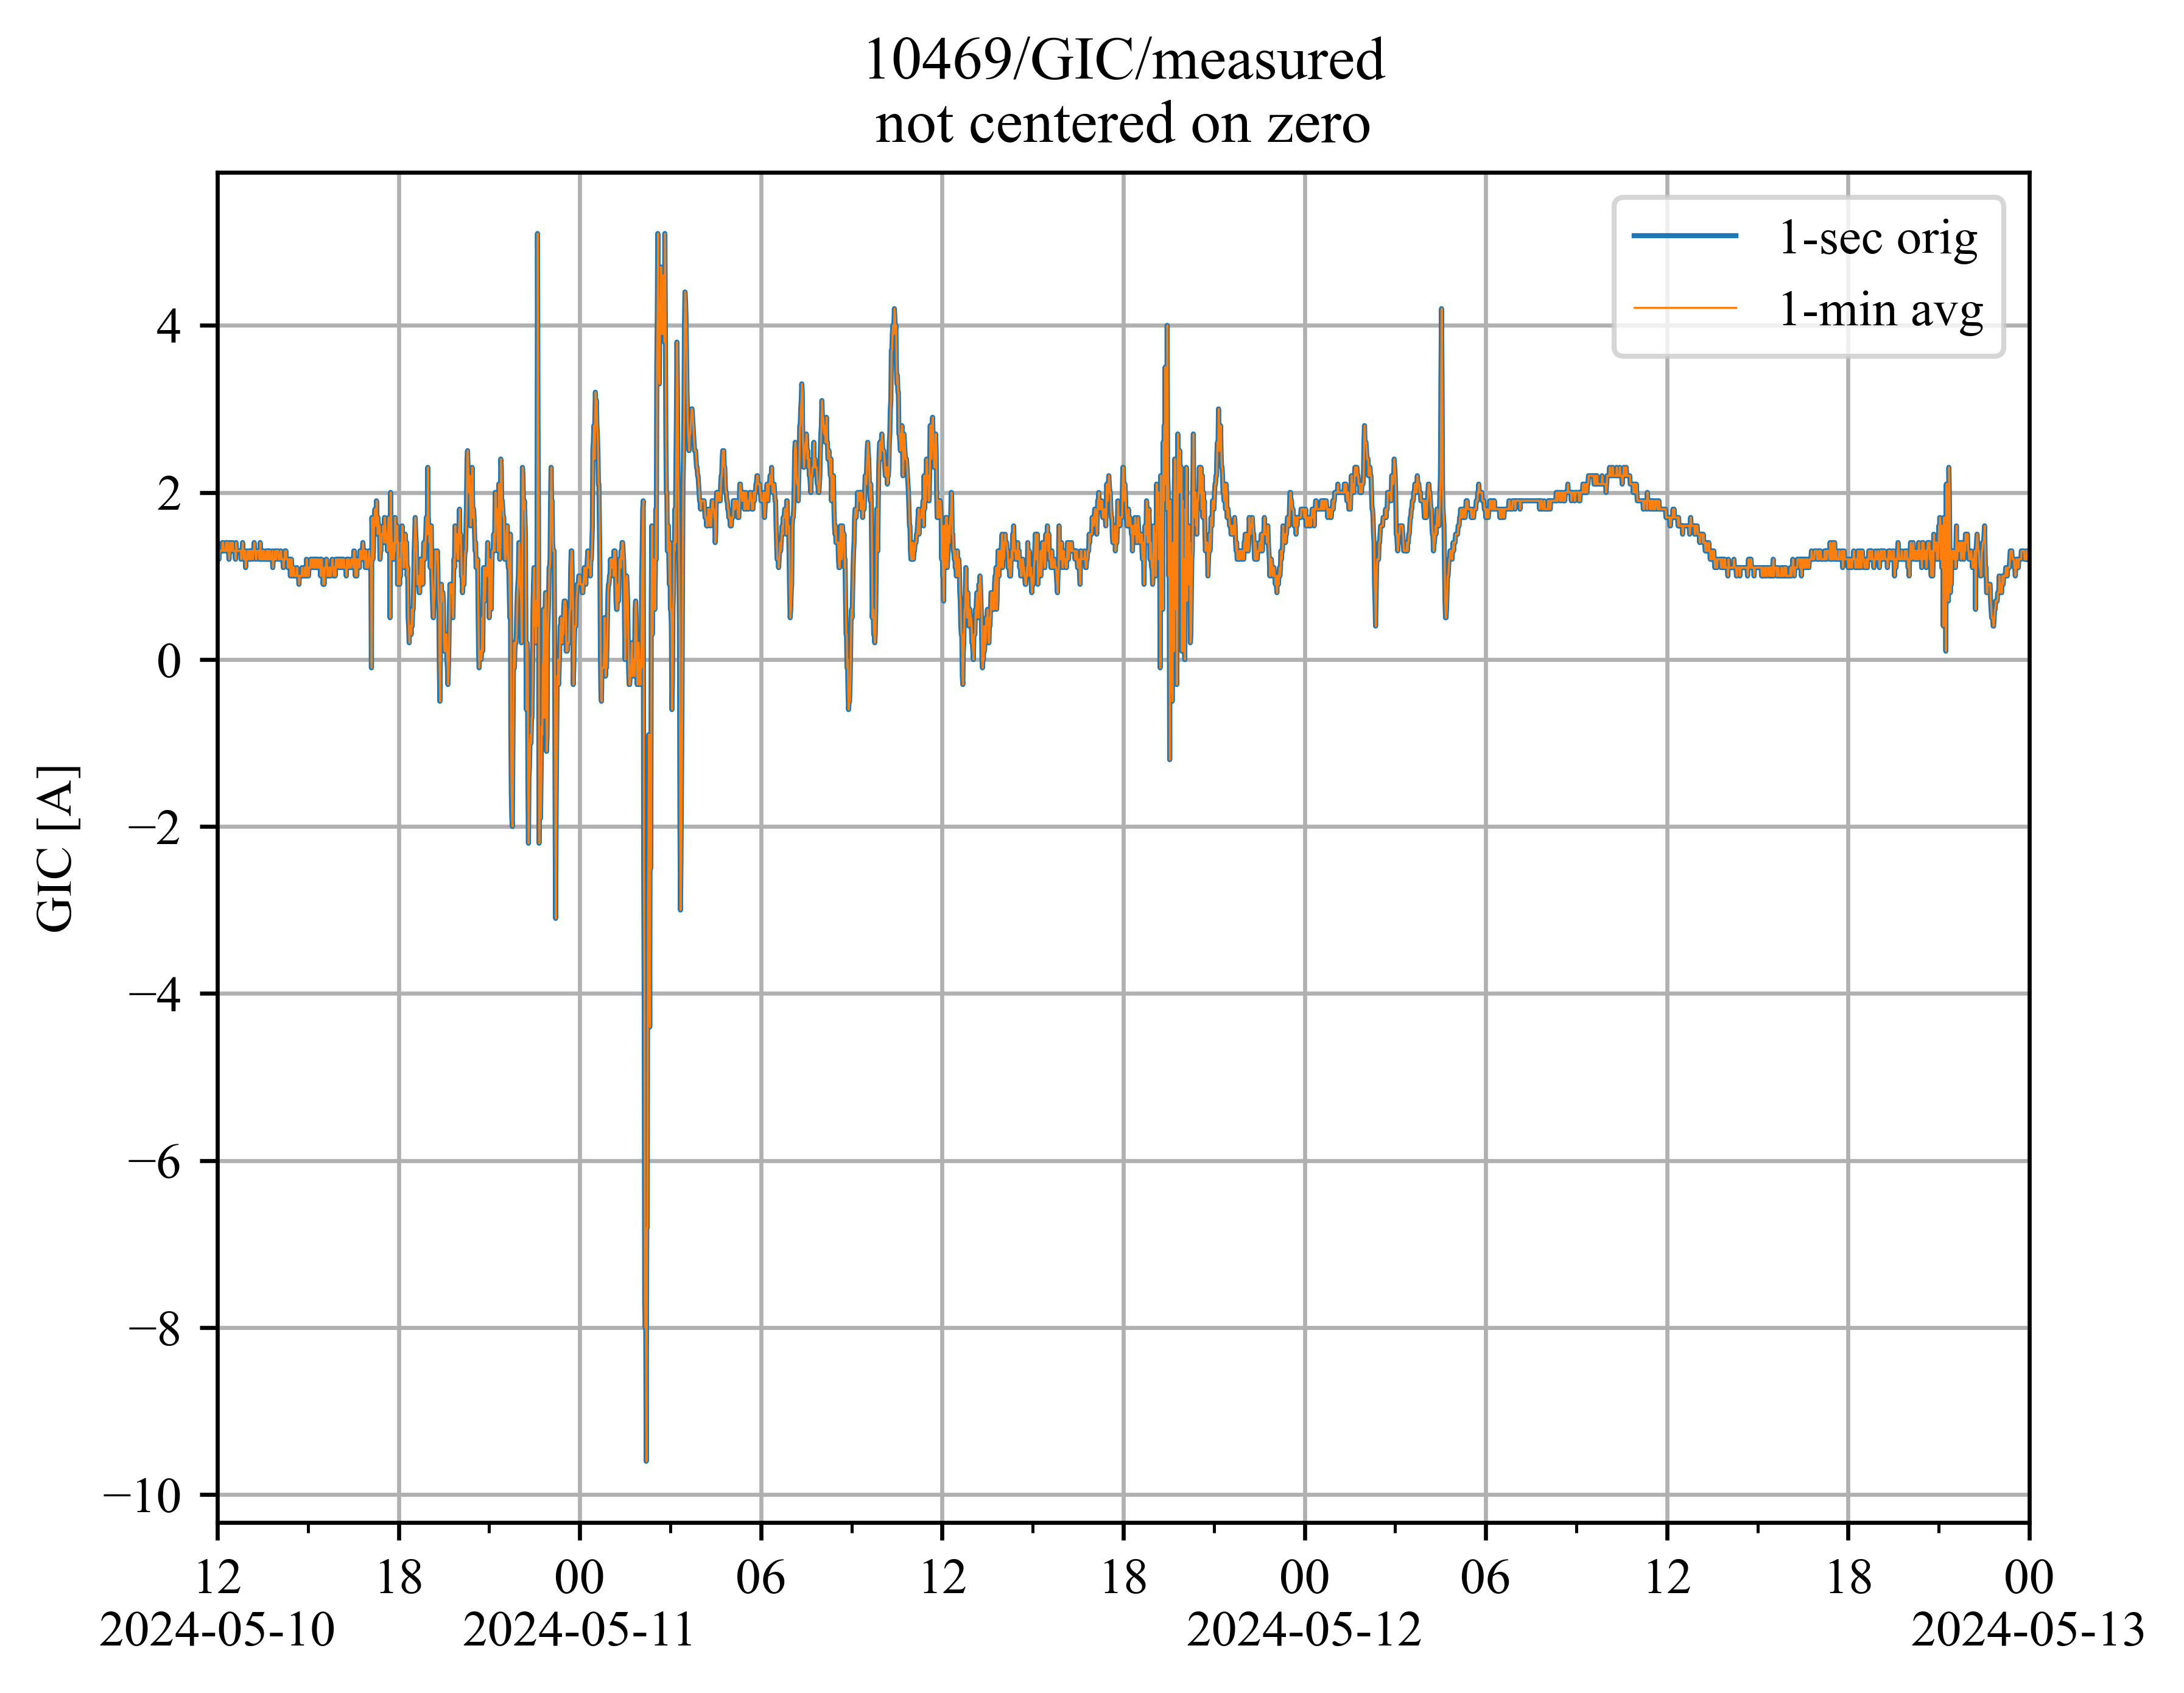 10469/GIC/measured
not centered on zero
1-sec orig
1-min avg
GIC [A]
4
2
0
−2
−4
−6
−8
−10
12 18 00 06 12 18 00 06 12 18 00
2024-05-10 2024-05-11 2024-05-12 2024-05-13